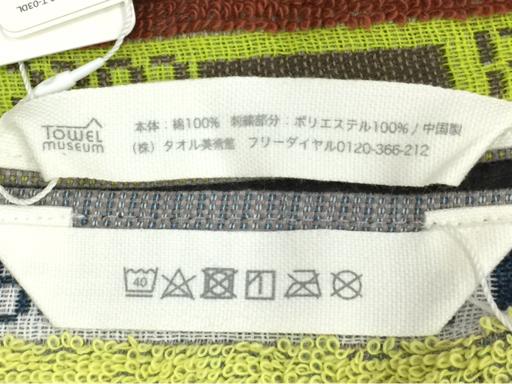 T-030L
TOWEL
MUSEUM
本体：綿100% 刺繍部分：ポリエステル100% / 中国製
(株) タオル美術館 フリーダイヤル0120-366-212
40